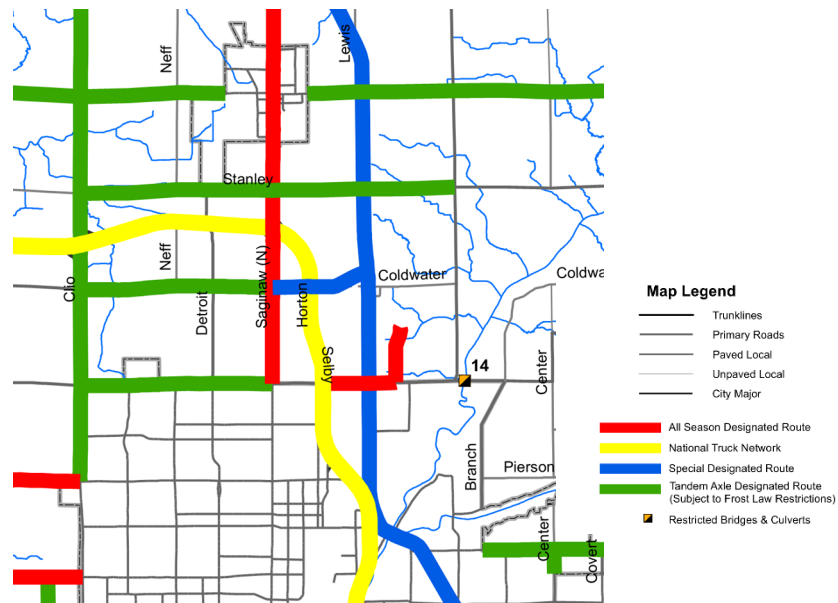 Neff
Lewis
Stanley
Neff
Clio
Detroit
Saginaw (N)
Horton
Coldwater
Coldwa
Selby
14
Center
Branch
Pierson
Center
Covert
Map Legend
Trunklines
Primary Roads
Paved Local
Unpaved Local
City Major
All Season Designated Route
National Truck Network
Special Designated Route
Tandem Axle Designated Route
(Subject to Frost Law Restrictions)
Restricted Bridges & Culverts